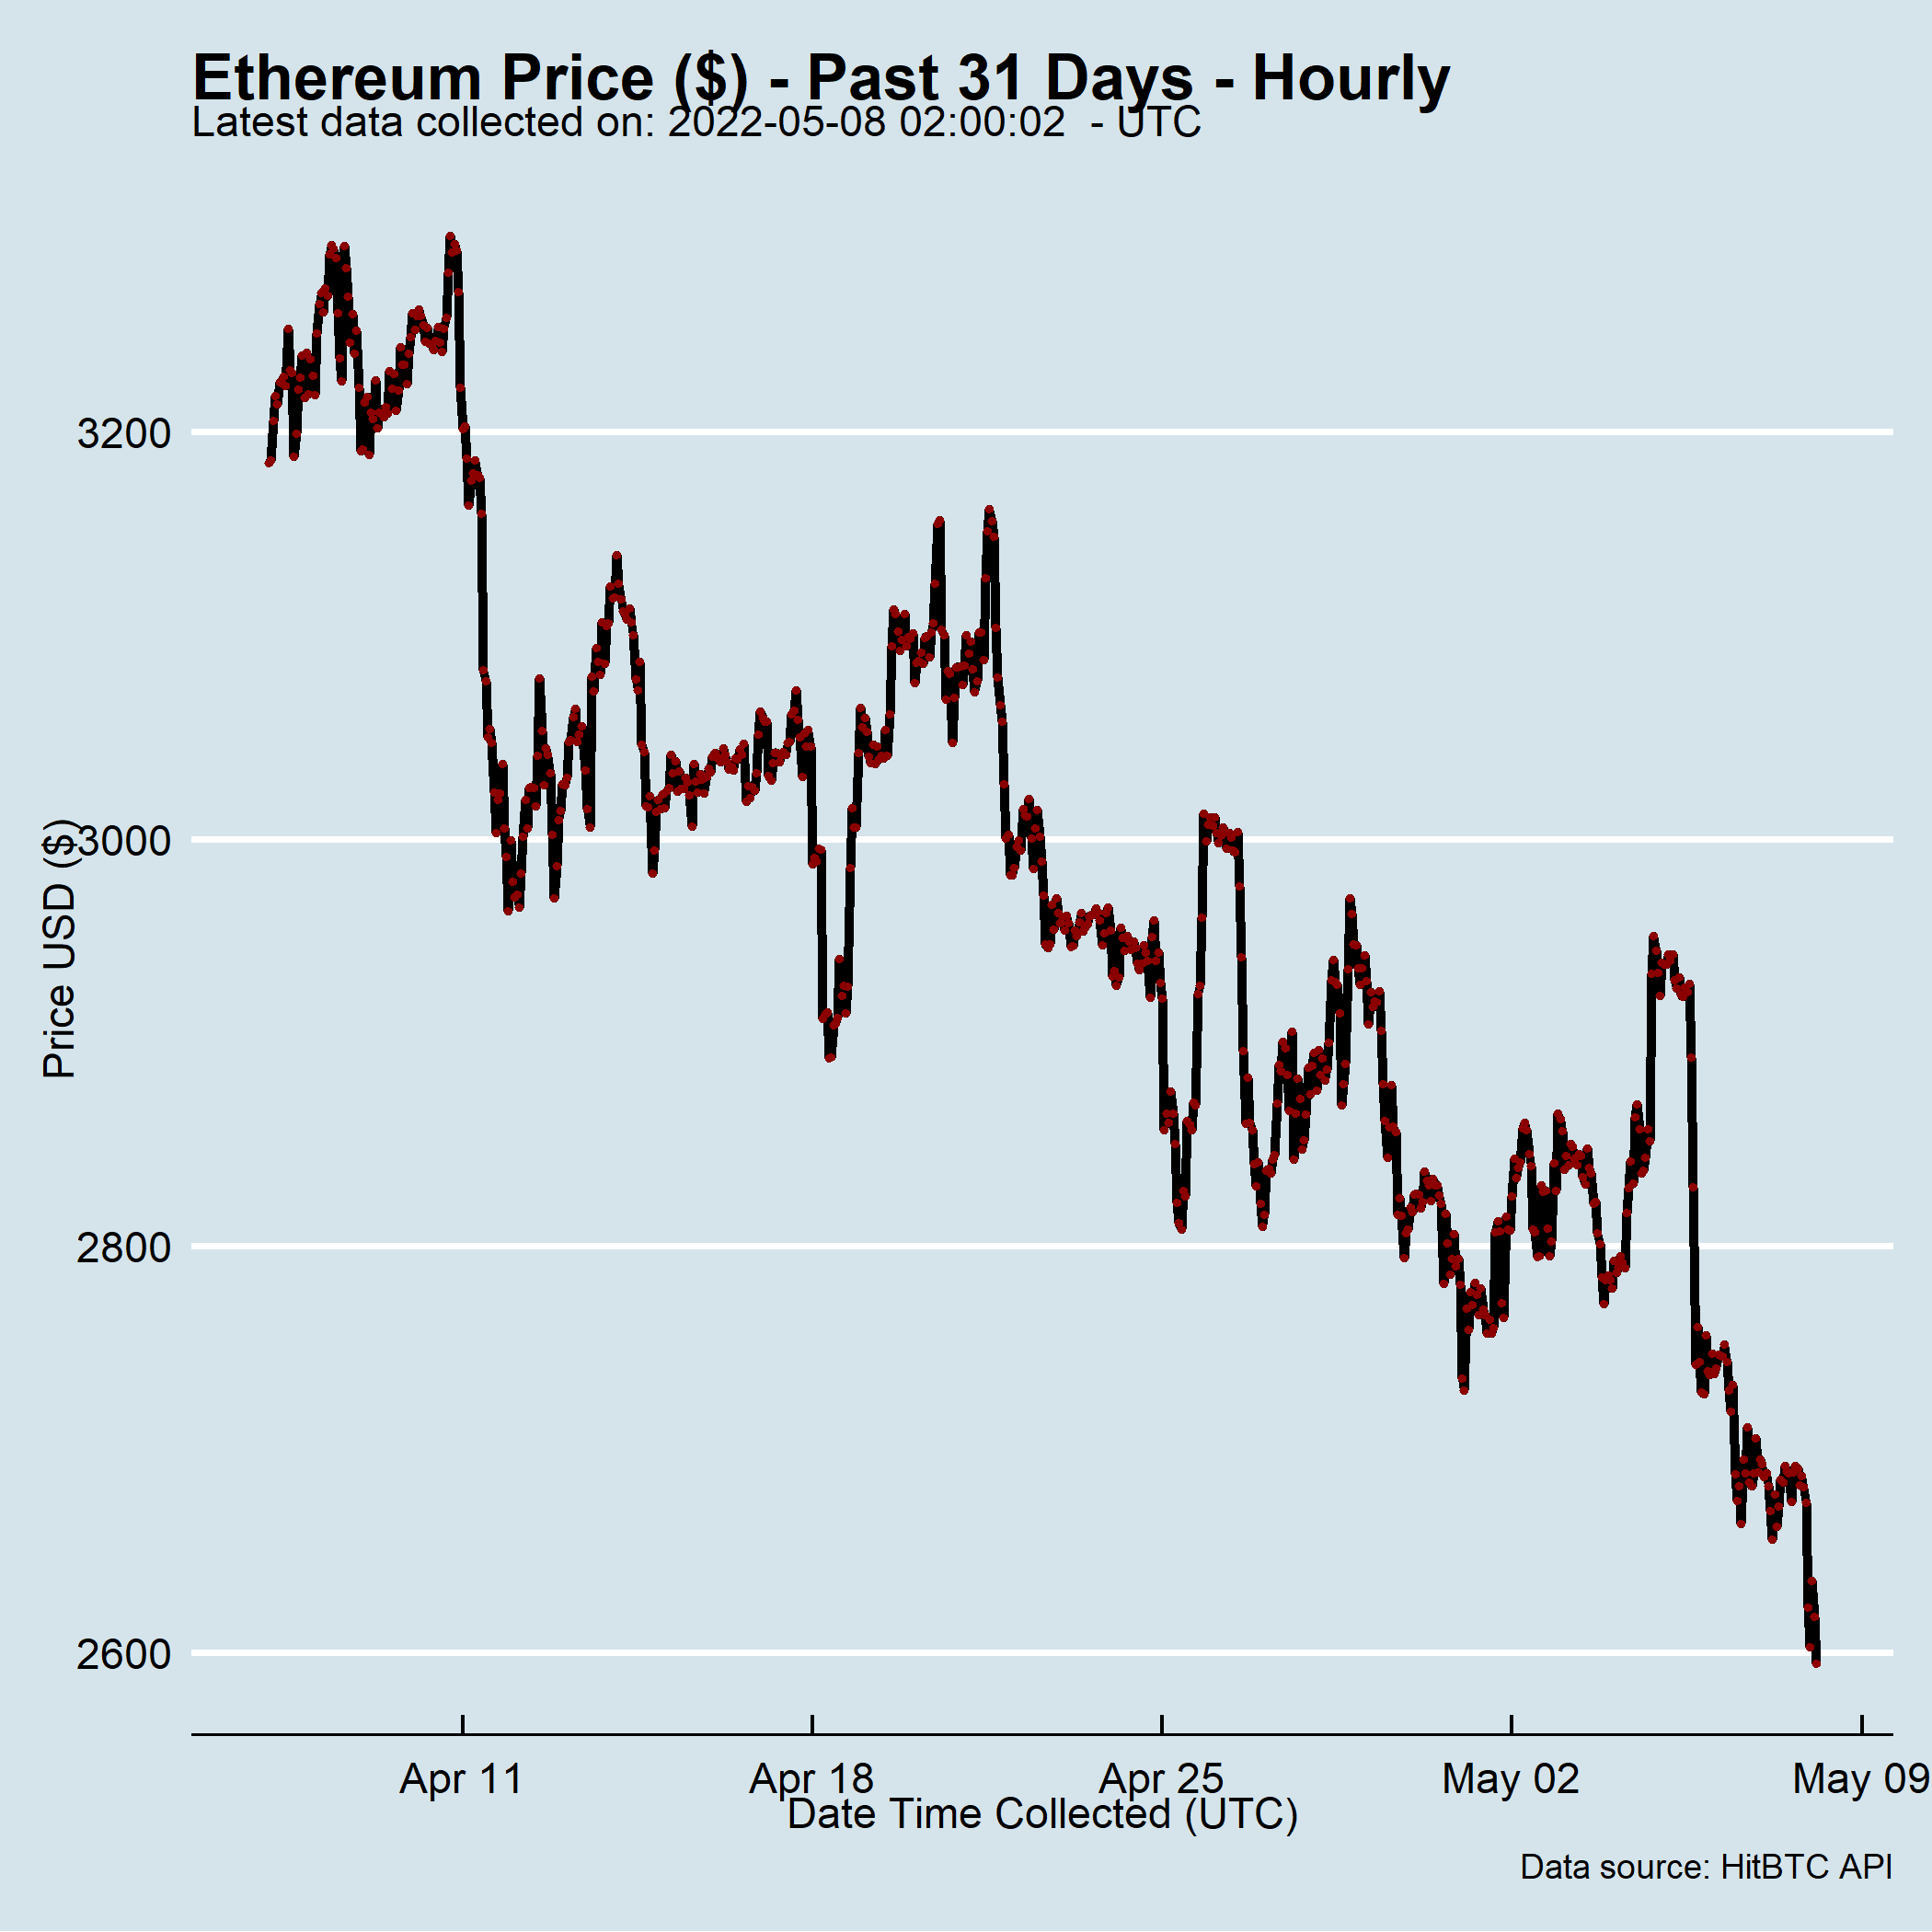 Ethereum Price ($) - Past 31 Days - Hourly
Latest data collected on: 2022-05-08 02:00:02  - UTC
3200
3000
2800
2600
Price USD ($)
Apr 11
Apr 18
Apr 25
May 02
May 09
Date Time Collected (UTC)
Data source: HitBTC API